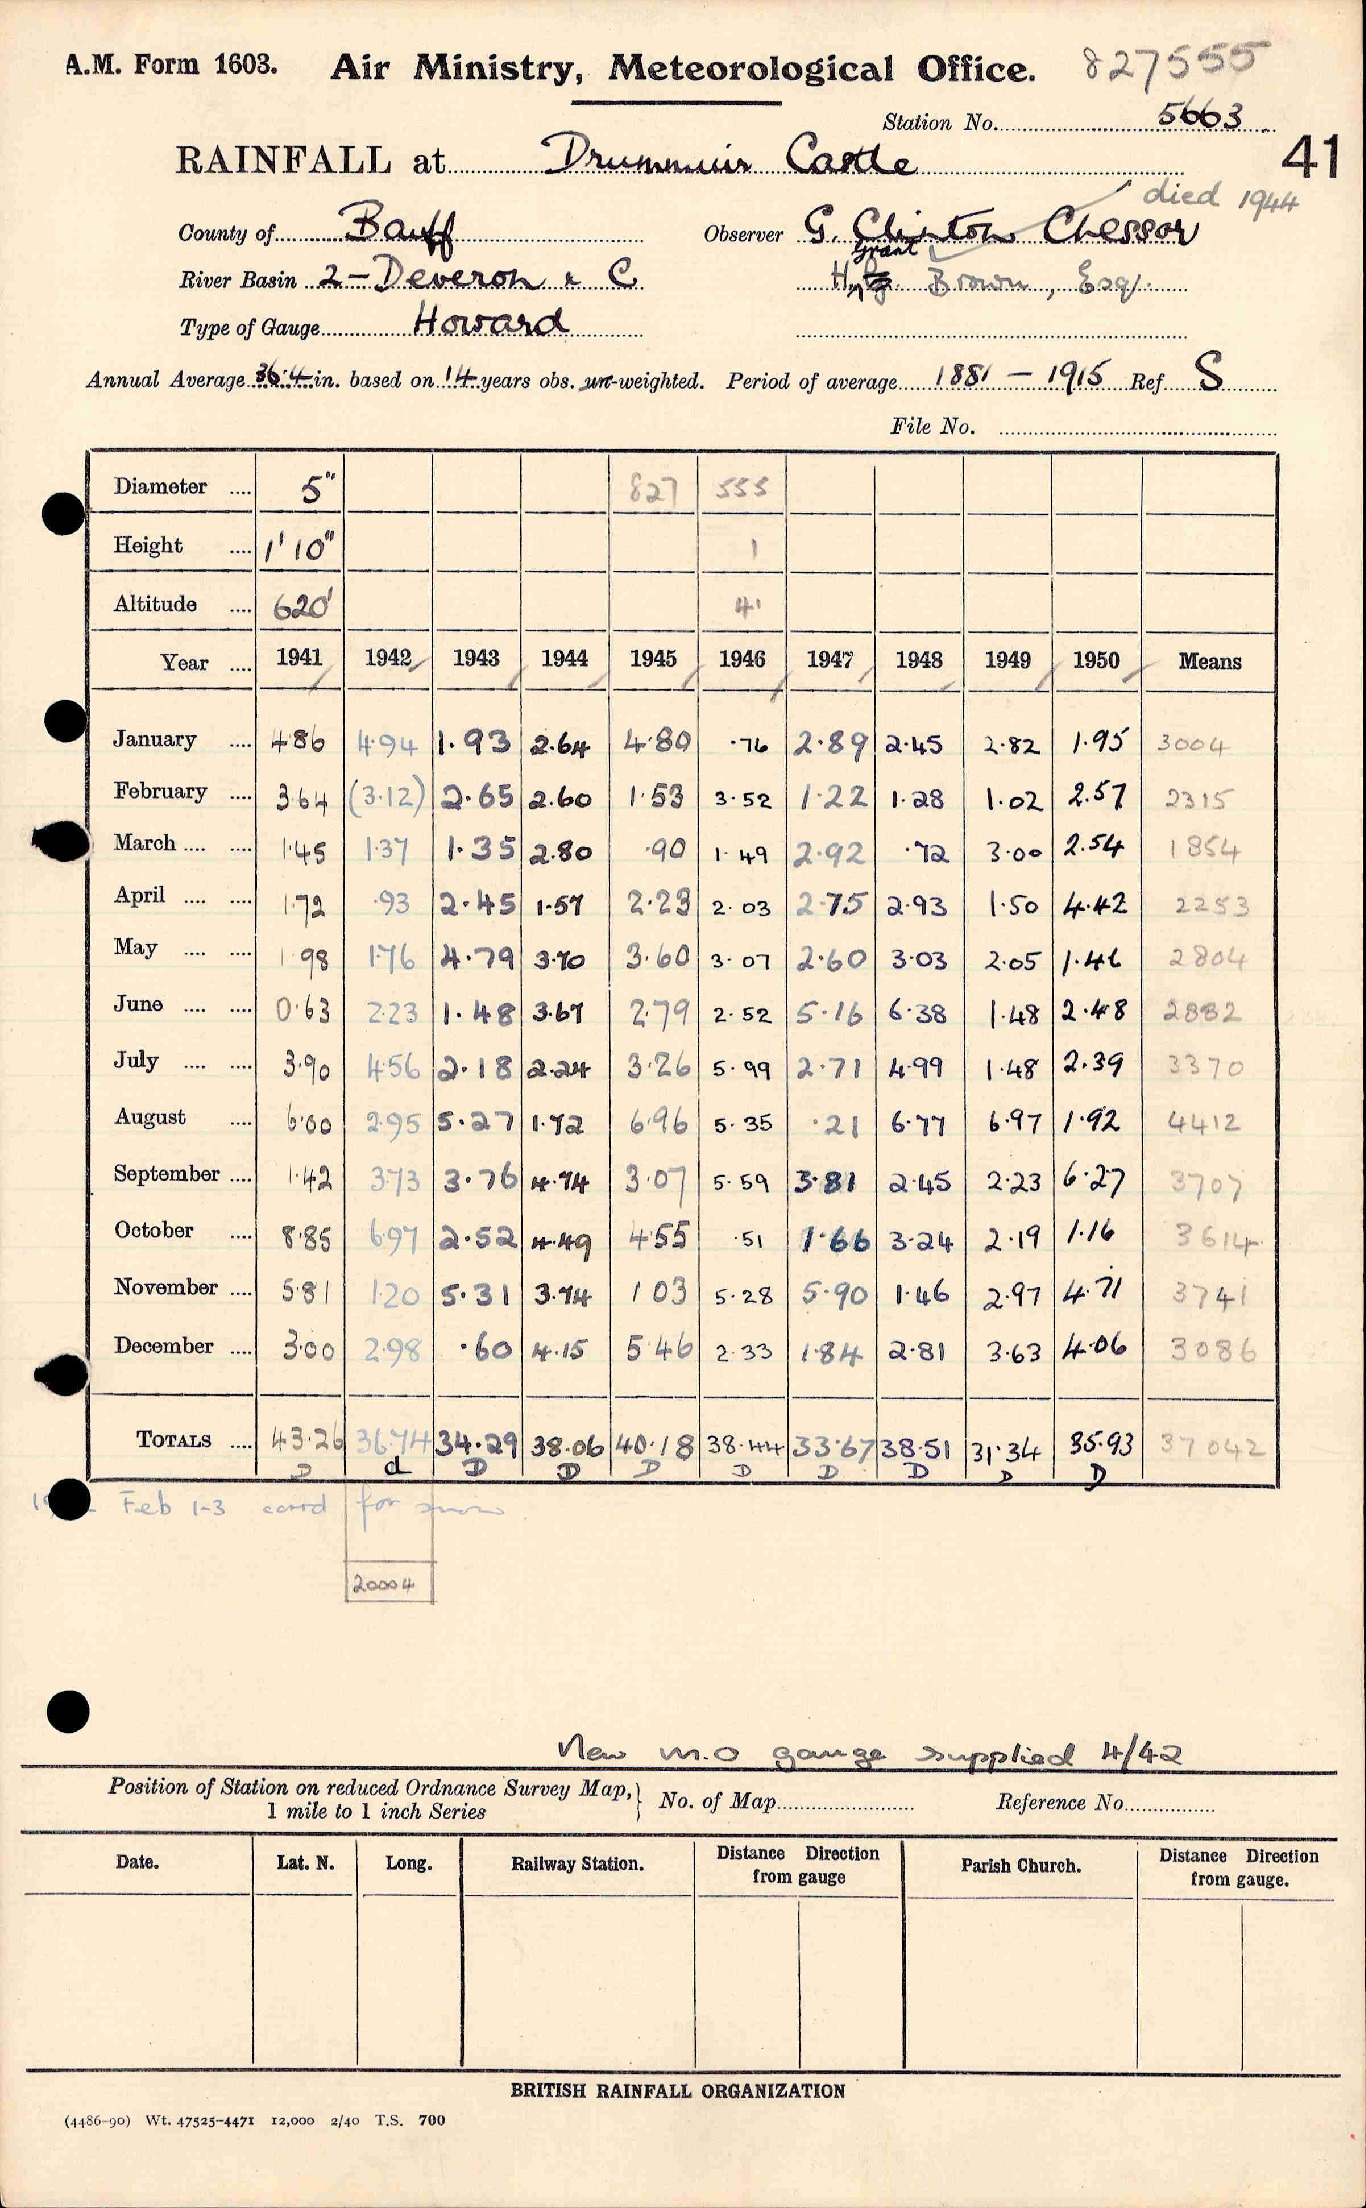 A.M. Form 1603. Air Ministry, Meteorological Office. 827555
Station No. 5663
RAINFALL at Drummuir Castle 41
died 1944
County of Banff Observer G. Clinton Chessor
Grant
River Basin 2 - Deveron & C H. Brown, Esq.
Type of Gauge Howard
Annual Average 36.4 in. based on 14 years obs. un-weighted. Period of average 1881 - 1915 Ref. S
File No.
Diameter .... 5" 827 555
Height .... 1' 10" 1
Altitude .... 620' 41
Year .... 1941 1942 1943 1944 1945 1946 1947 1948 1949 1950 Means
January .... 4.86 4.94 1.93 2.64 4.80 .76 2.89 2.45 2.82 1.95 3004
February .... 3.64 (3.12) 2.65 2.60 1.53 3.52 1.22 1.28 1.02 2.57 2315
March .... .... 1.45 1.37 1.35 2.80 .90 1.49 2.92 .72 3.00 2.54 1854
April .... .... 1.72 .93 2.45 1.57 2.23 2.03 2.75 2.93 1.50 4.42 2253
May .... .... 1.98 1.76 4.79 3.70 3.60 3.07 2.60 3.03 2.05 1.46 2804
June .... .... 0.63 2.23 1.48 3.67 2.79 2.52 5.16 6.38 1.48 2.48 2882
July .... .... 3.90 4.56 2.18 2.24 3.26 5.99 2.71 4.99 1.48 2.39 3370
August .... 6.00 2.95 5.27 1.72 6.96 5.35 .21 6.77 6.97 1.92 4412
September .... 1.42 3.73 3.76 4.74 3.07 5.59 3.81 2.45 2.23 6.27 3707
October .... 8.85 6.97 2.52 4.49 4.55 .51 1.66 3.24 2.19 1.16 3614
November .... 5.81 1.20 5.31 3.74 1 03 5.28 5.90 1.46 2.97 4.71 3741
December .... 3.00 2.98 .60 4.15 5 46 2.33 1.84 2.81 3.63 4.06 3086
TOTALS .... 43.26 36.74 34.29 38.06 40.18 38.44 33.67 38.51 31.34 35.93 37042
D d D D D D D D D D
Feb 1-3 corrd for snow
20004
New M.O gauge supplied 4/42
Position of Station on reduced Ordnance Survey Map, No. of Map Reference No.
1 mile to 1 inch Series
Date. Lat. N. Long. Railway Station. Distance Direction from gauge Parish Church. Distance Direction from gauge.
BRITISH RAINFALL ORGANIZATION
(4486-90) Wt. 47525-4471 12,000 2/40 T.S. 700